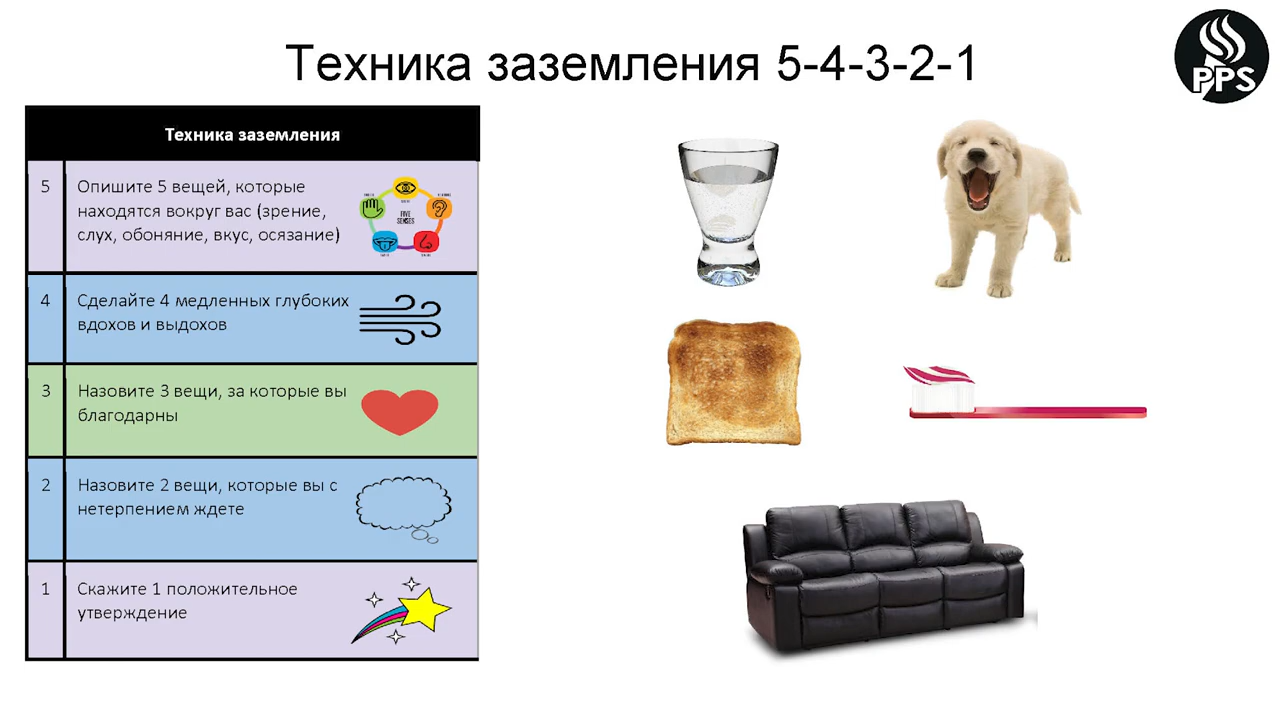 Техника заземления 5-4-3-2-1
PPS
Техника заземления
5
Опишите 5 вещей, которые
находятся вокруг вас (зрение,
слух, обоняние, вкус, осязание)
FIVE
SENSES
4
Сделайте 4 медленных глубоких
вдохов и выдохов
3
Назовите 3 вещи, за которые вы
благодарны
2
Назовите 2 вещи, которые вы с
нетерпением ждете
1
Скажите 1 положительное
утверждение